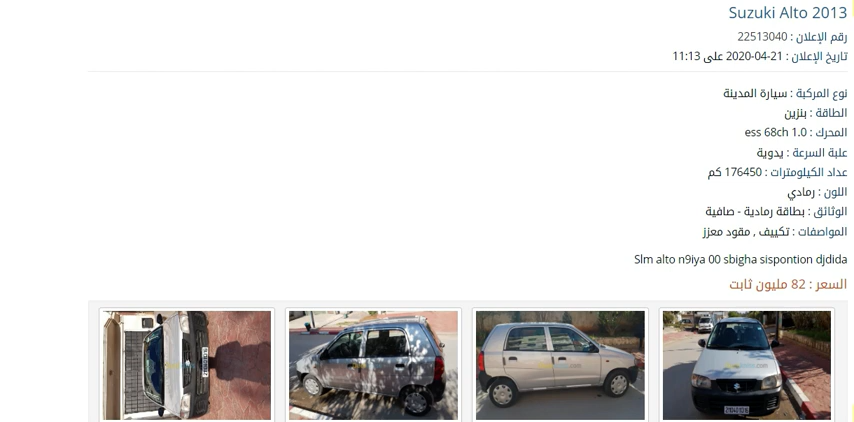 Suzuki Alto 2013
رقم الإعلان : 22513040
تاريخ الإعلان : 21-04-2020 على 11:13
نوع المركبة : سيارة المدينة
الطاقة : بنزين
المحرك : 1.0 ess 68ch
علبة السرعة : يدوية
عداد الكيلومترات : 176450 كم
اللون : رمادي
الوثائق : بطاقة رمادية - صافية
المواصفات : تكييف , مقود معزز
Slm alto n9iya 00 sbigha sispontion djdida
السعر : 82 مليون ثابت